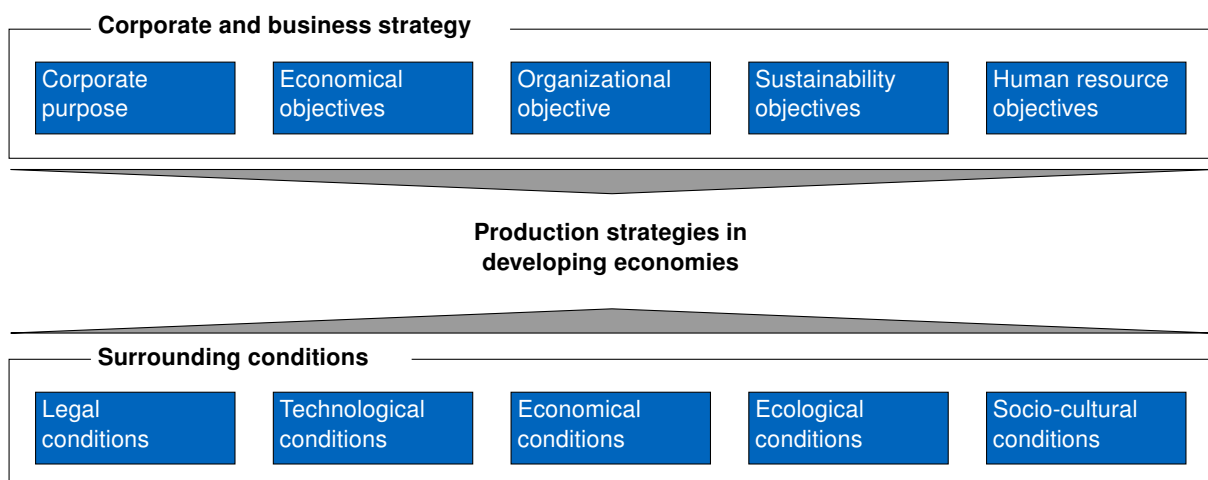 Corporate and business strategy
Corporate
purpose
Economical
objectives
Organizational
objective
Sustainability
objectives
Human resource
objectives
Production strategies in
developing economies
Surrounding conditions
Legal
conditions
Technological
conditions
Economical
conditions
Ecological
conditions
Socio-cultural
conditions